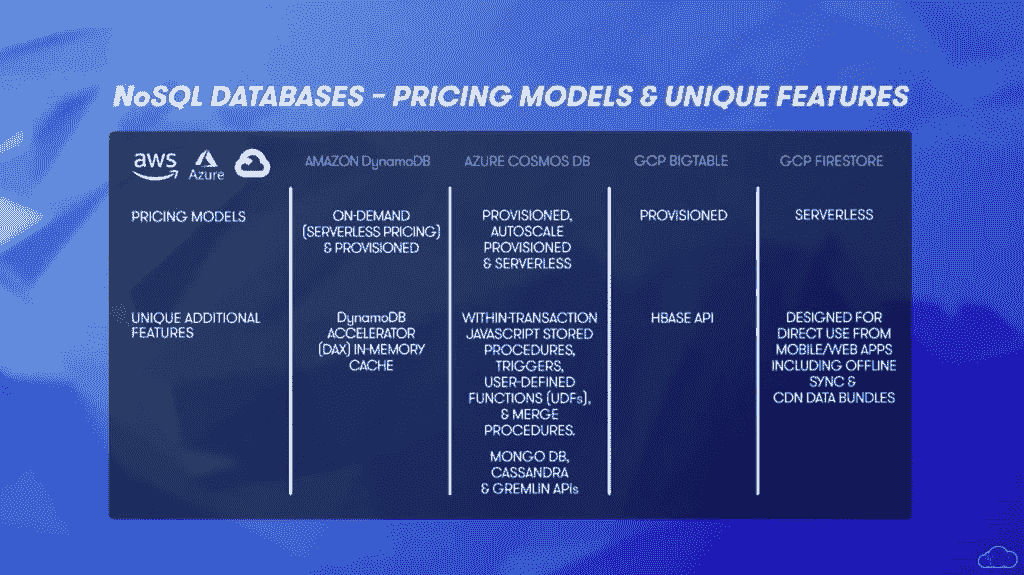 NoSQL DATABASES – PRICING MODELS & UNIQUE FEATURES
aws
Azure
AMAZON DynamoDB
AZURE COSMOS DB
GCP BIGTABLE
GCP FIRESTORE
PRICING MODELS
ON-DEMAND
(SERVERLESS PRICING)
& PROVISIONED
PROVISIONED,
AUTOSCALE
PROVISIONED
& SERVERLESS
PROVISIONED
SERVERLESS
UNIQUE ADDITIONAL
FEATURES
DynamoDB
ACCELERATOR
(DAX) IN-MEMORY
CACHE
WITHIN-TRANSACTION
JAVASCRIPT STORED
PROCEDURES,
TRIGGERS,
USER-DEFINED
FUNCTIONS (UDFs),
& MERGE
PROCEDURES.
MONGO DB,
CASSANDRA
& GREMLIN APIs
HBASE API
DESIGNED FOR
DIRECT USE FROM
MOBILE/WEB APPS
INCLUDING OFFLINE
SYNC &
CDN DATA BUNDLES